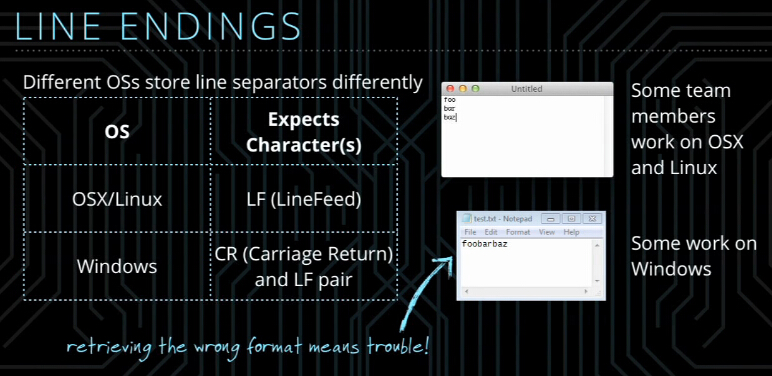 LINE ENDINGS
Different OSs store line separators differently
OS
Expects
Character(s)
OSX/Linux
LF (LineFeed)
Windows
CR (Carriage Return)
and LF pair
Untitled
foo
bar
baz
Some team
members
work on OSX
and Linux
test.txt - Notepad
File Edit Format View Help
foobarbaz
Some work on
Windows
retrieving the wrong format means trouble!